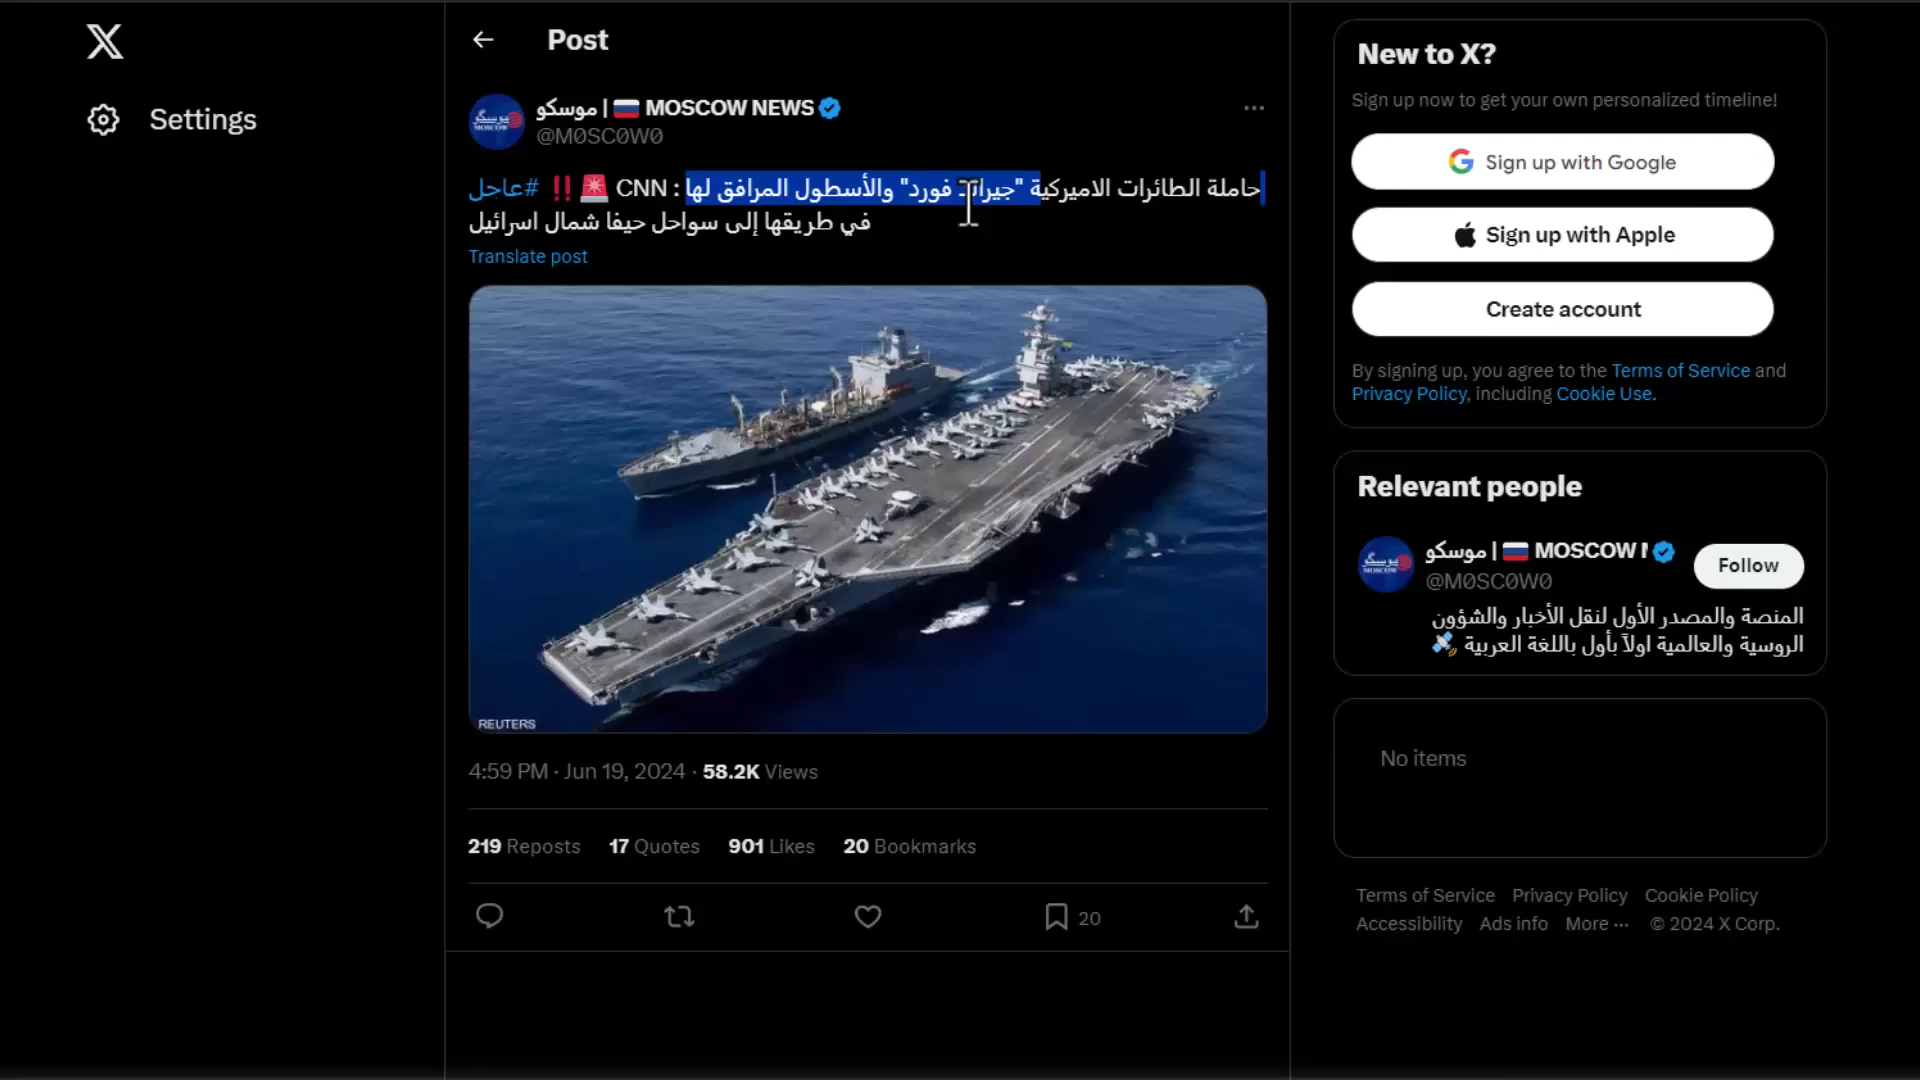 Settings
Post
موسكو | 🇷🇺 MOSCOW NEWS
@M0SC0W0
#عاجل ‼️🚨 CNN : حاملة الطائرات الاميركية "جيرالد فورد" والأسطول المرافق لها
في طريقها إلى سواحل حيفا شمال اسرائيل
Translate post
REUTERS
4:59 PM · Jun 19, 2024 · 58.2K Views
219 Reposts 17 Quotes 901 Likes 20 Bookmarks
20
New to X?
Sign up now to get your own personalized timeline!
Sign up with Google
Sign up with Apple
Create account
By signing up, you agree to the Terms of Service and
Privacy Policy, including Cookie Use.
Relevant people
موسكو | 🇷🇺 MOSCOW N
@M0SC0W0
Follow
المنصة والمصدر الأول لنقل الأخبار والشؤون
الروسية والعالمية اولآ بأول باللغة العربية 🛰️
No items
Terms of Service Privacy Policy Cookie Policy
Accessibility Ads info More ··· © 2024 X Corp.